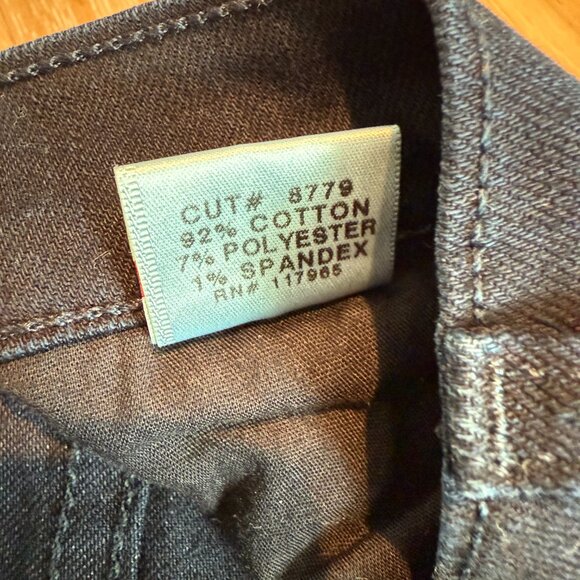 CUT# 8779
92% COTTON
7% POLYESTER
1% SPANDEX
RN# 117965